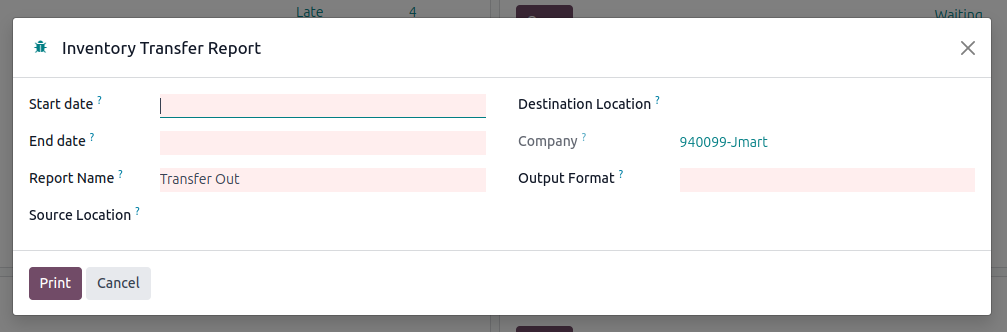 Late 4
Waiting
Inventory Transfer Report
Start date ?
End date ?
Report Name ? Transfer Out
Source Location ?
Destination Location ?
Company ? 940099-Jmart
Output Format ?
Print Cancel